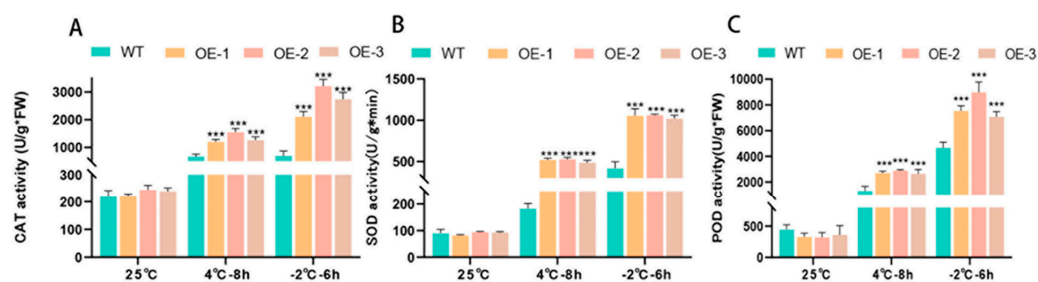 A
WT OE-1 OE-2 OE-3
CAT activity (U/g*FW)
3000
2000
1000
300
200
100
0
*** *** *** *** *** ***
25℃ 4℃-8h -2℃-6h
B
WT OE-1 OE-2 OE-3
SOD activity(U/g*min)
1500
1000
500
200
100
0
********* *** *** ***
25℃ 4℃-8h -2℃-6h
C
WT OE-1 OE-2 OE-3
POD activity(U/g*FW)
10000
8000
6000
4000
2000
500
0
*** *** *** *** *** ***
25℃ 4℃-8h -2℃-6h